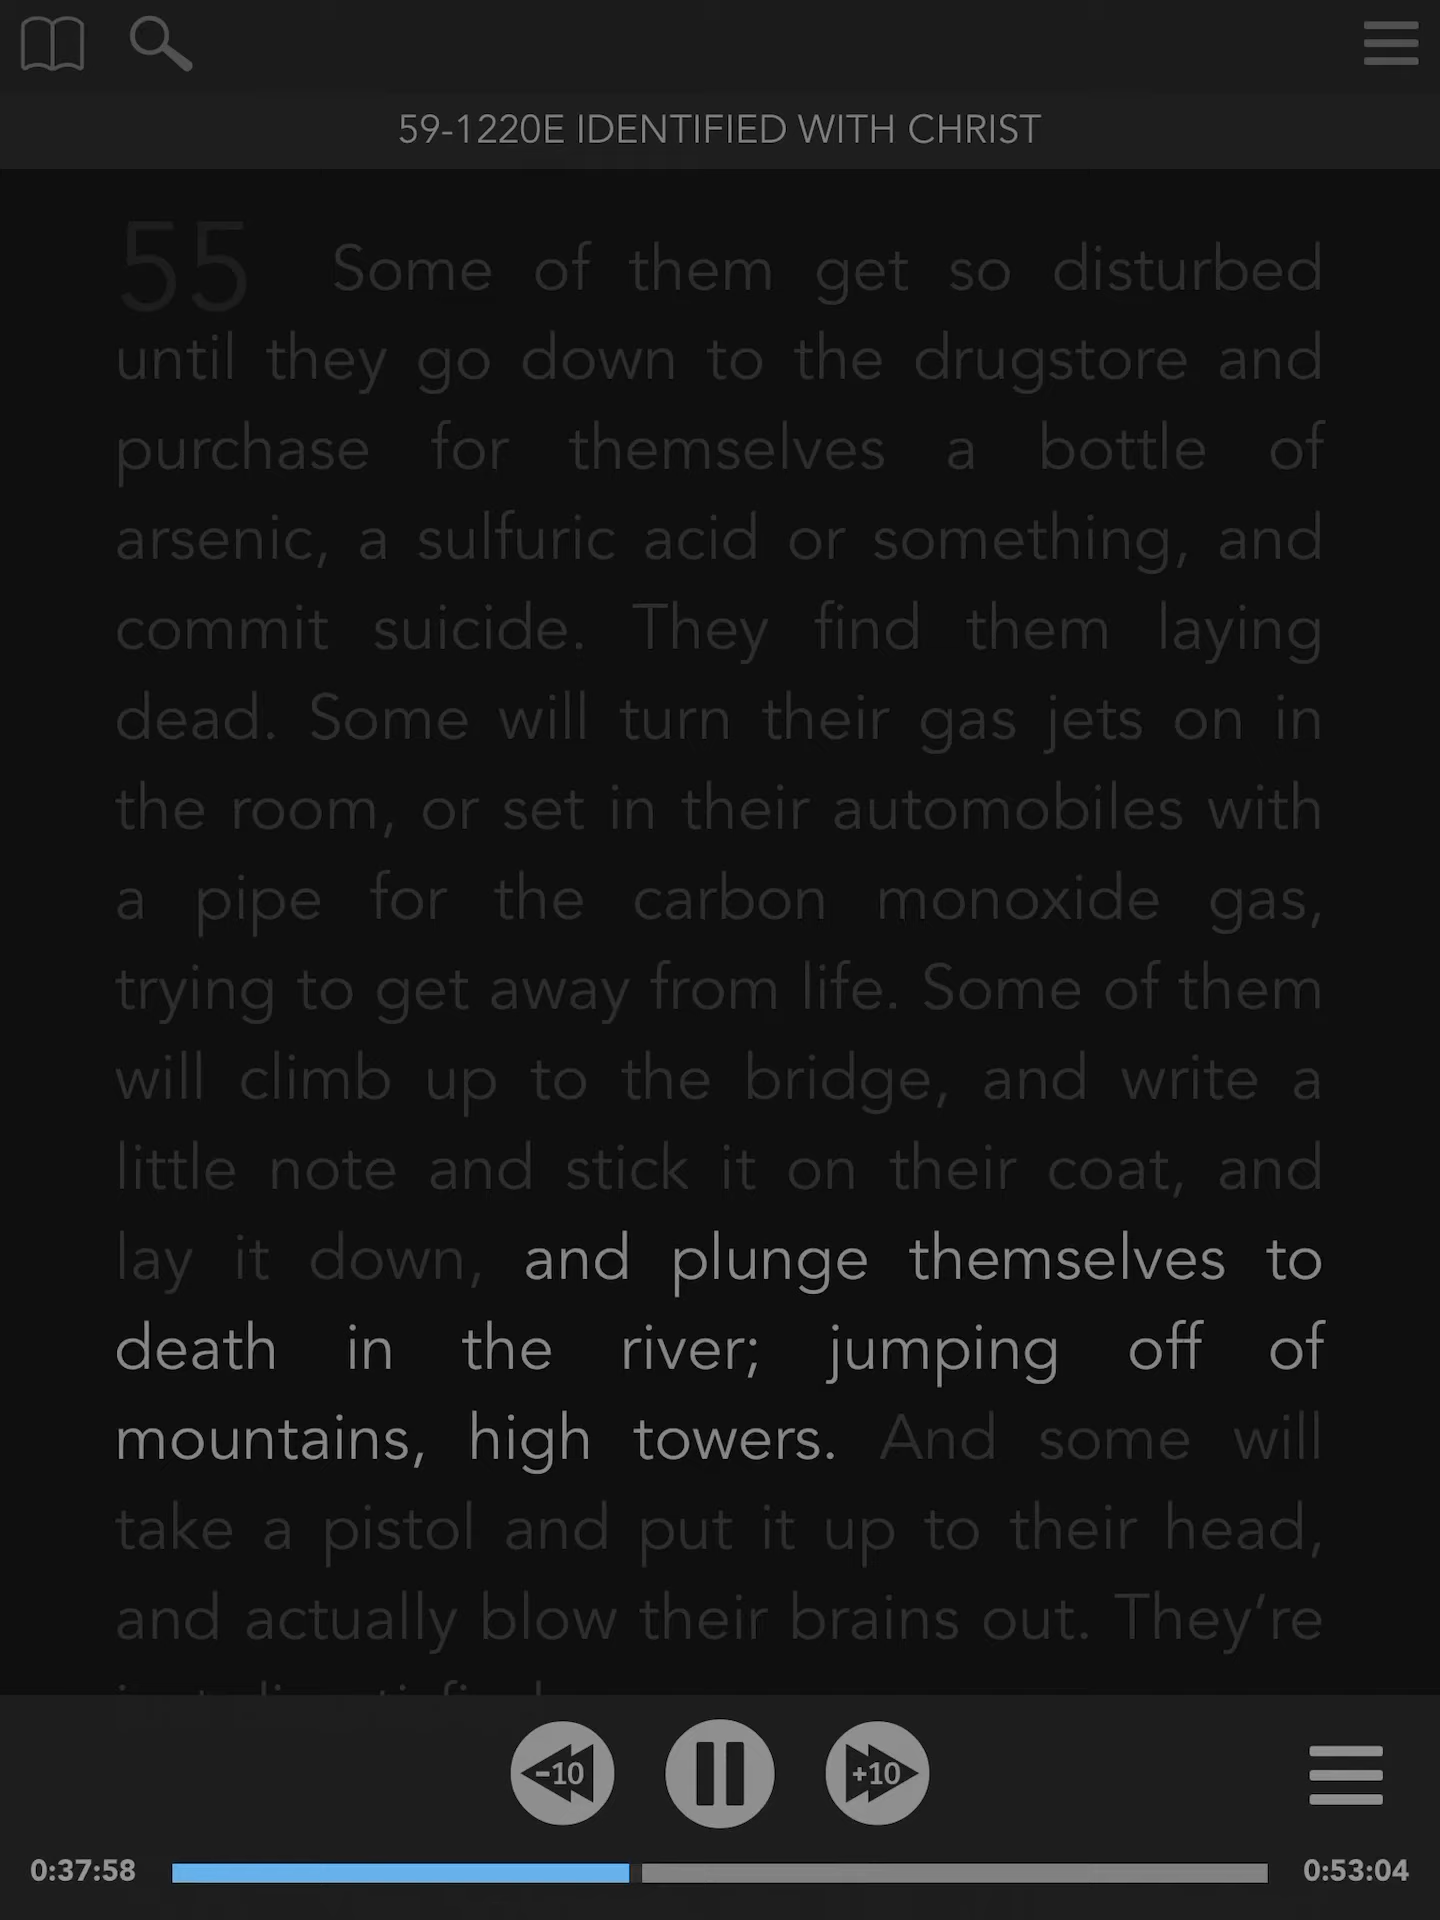 59-1220E IDENTIFIED WITH CHRIST
55 Some of them get so disturbed
until they go down to the drugstore and
purchase for themselves a bottle of
arsenic, a sulfuric acid or something, and
commit suicide. They find them laying
dead. Some will turn their gas jets on in
the room, or set in their automobiles with
a pipe for the carbon monoxide gas,
trying to get away from life. Some of them
will climb up to the bridge, and write a
little note and stick it on their coat, and
lay it down, and plunge themselves to
death in the river; jumping off of
mountains, high towers. And some will
take a pistol and put it up to their head,
and actually blow their brains out. They’re
-10 +10
0:37:58 0:53:04